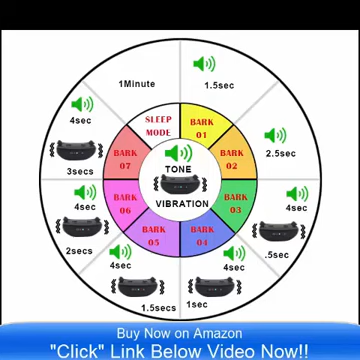 1Minute
1.5sec
4sec
SLEEP
MODE
BARK
01
3secs
BARK
07
BARK
02
2.5sec
TONE
VIBRATION
4sec
BARK
06
BARK
03
4sec
2secs
.5sec
BARK
05
BARK
04
4sec
4sec
1.5secs
1sec
Buy Now on Amazon
"Click" Link Below Video Now!!